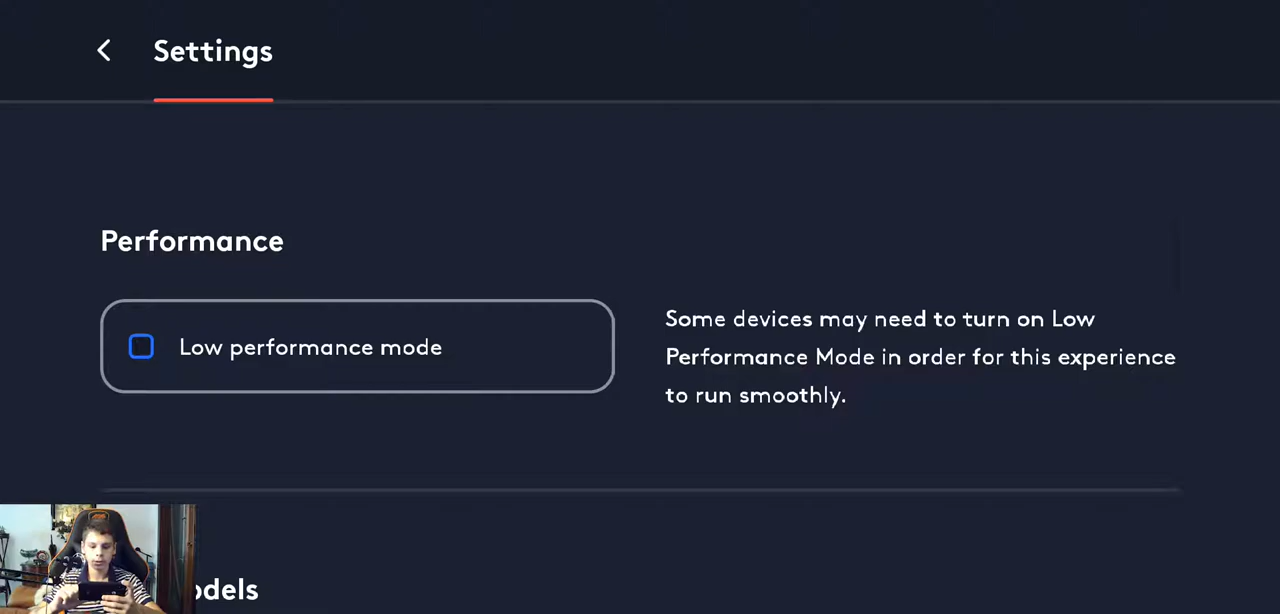 Settings
Performance
Low performance mode
Some devices may need to turn on Low
Performance Mode in order for this experience
to run smoothly.